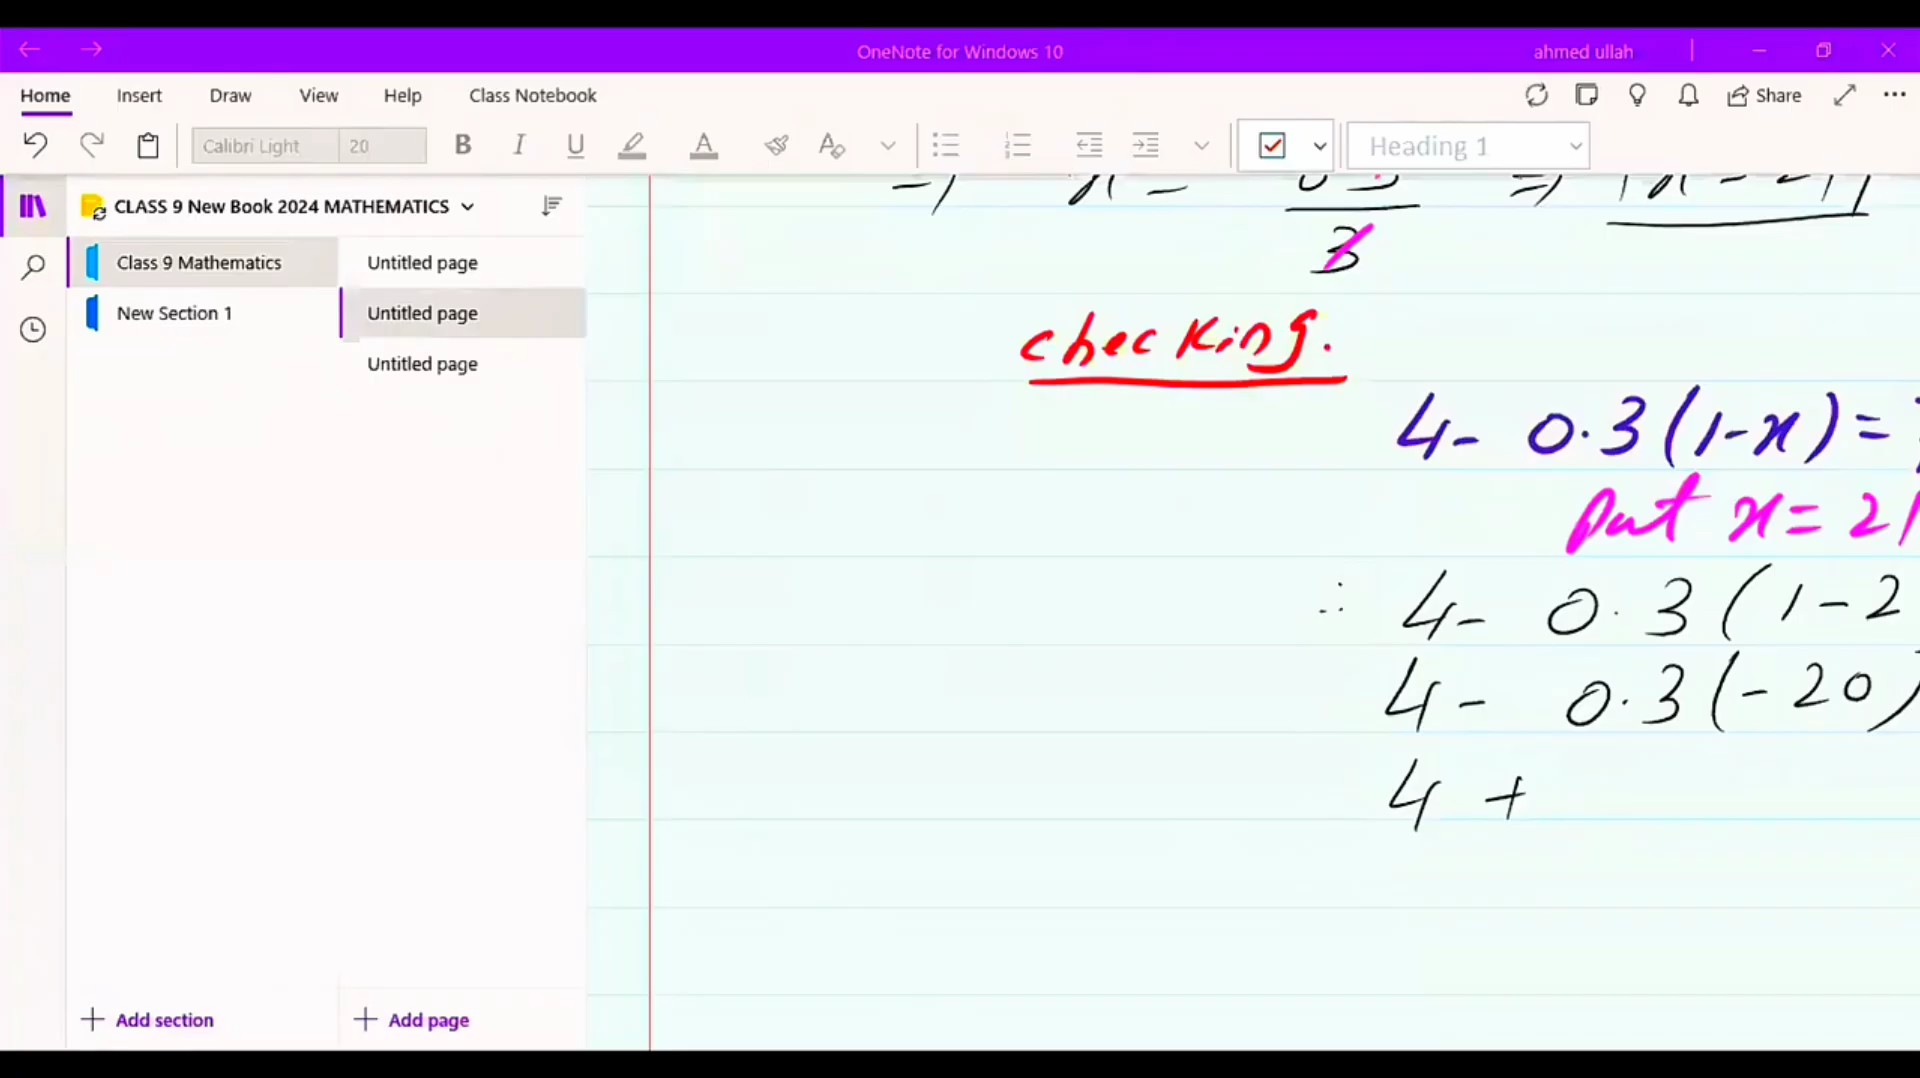 OneNote for Windows 10
ahmed ullah
Home Insert Draw View Help Class Notebook Share
Calibri Light 20 B I U A Heading 1
CLASS 9 New Book 2024 MATHEMATICS
Class 9 Mathematics
New Section 1
Untitled page
Untitled page
Untitled page
3
checking.
4 - 0.3(1-x) =
put x = 21
∴ 4 - 0.3(1-2
4 - 0.3(-20)
4 +
Add section
Add page